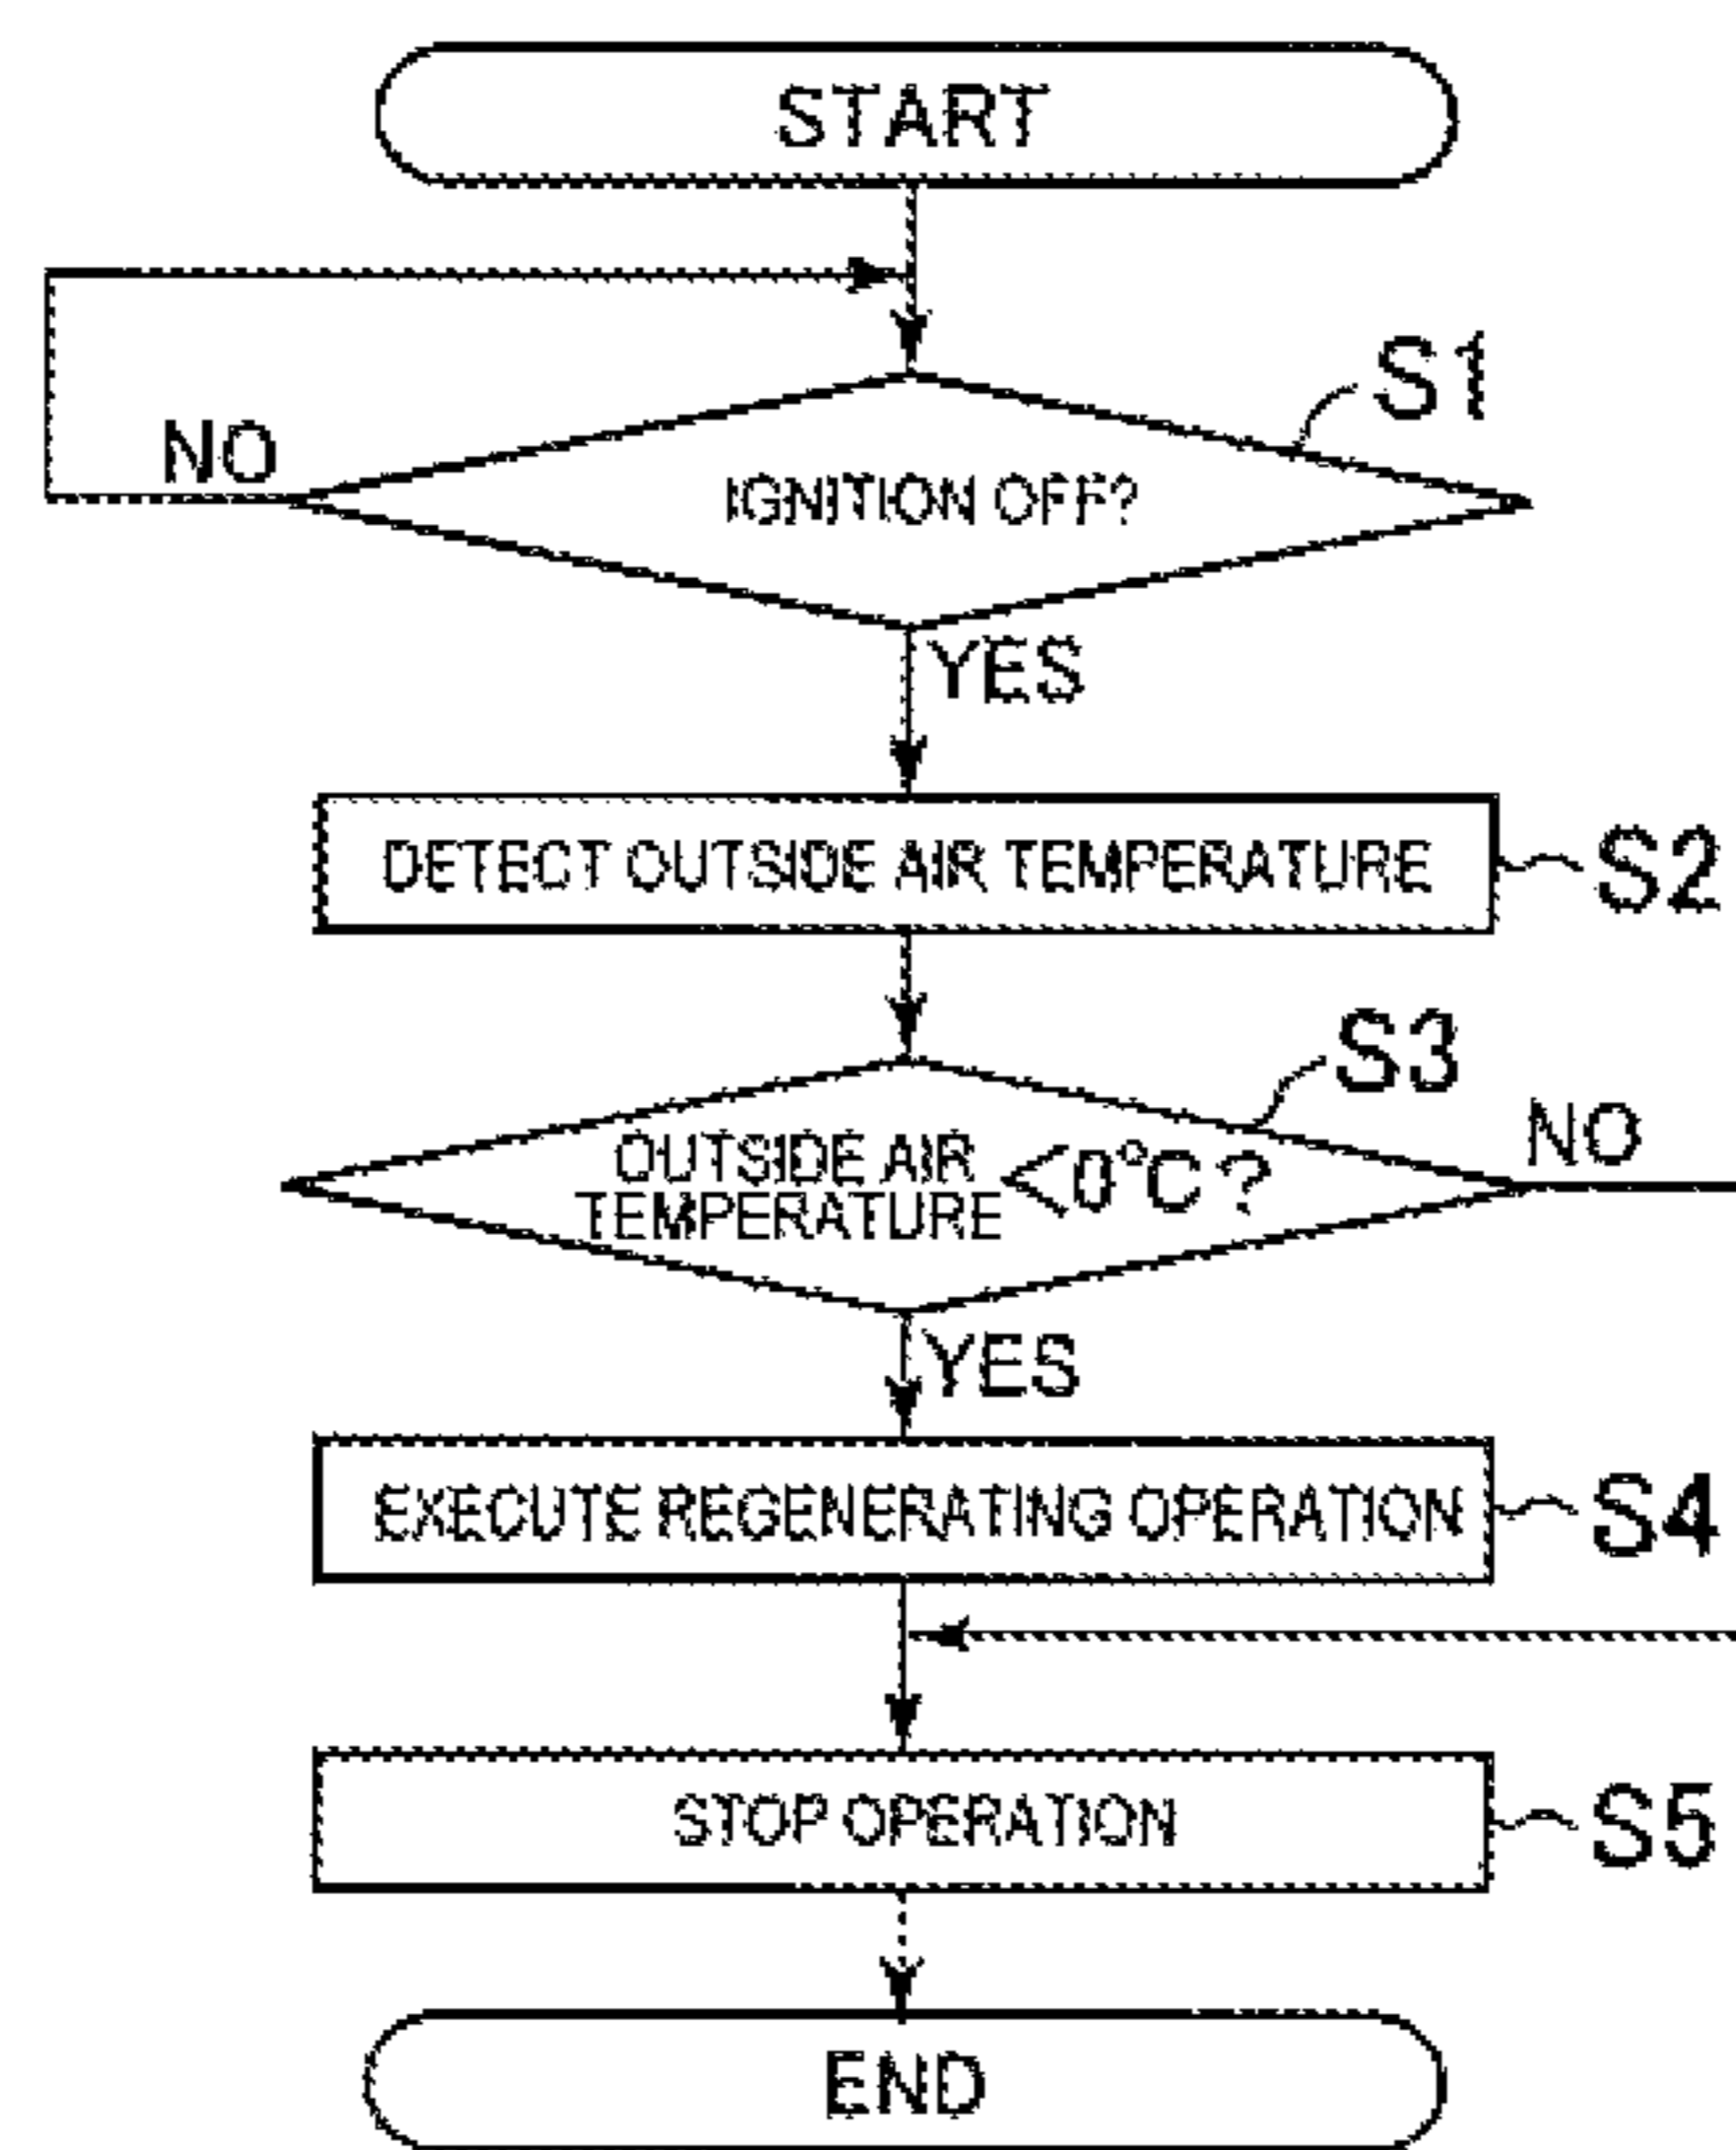 START
S1
NO
IGNITION OFF?
YES
DETECT OUTSIDE AIR TEMPERATURE
S2
S3
NO
OUTSIDE AIR
TEMPERATURE <0°C?
YES
EXECUTE REGENERATING OPERATION
S4
STOP OPERATION
S5
END